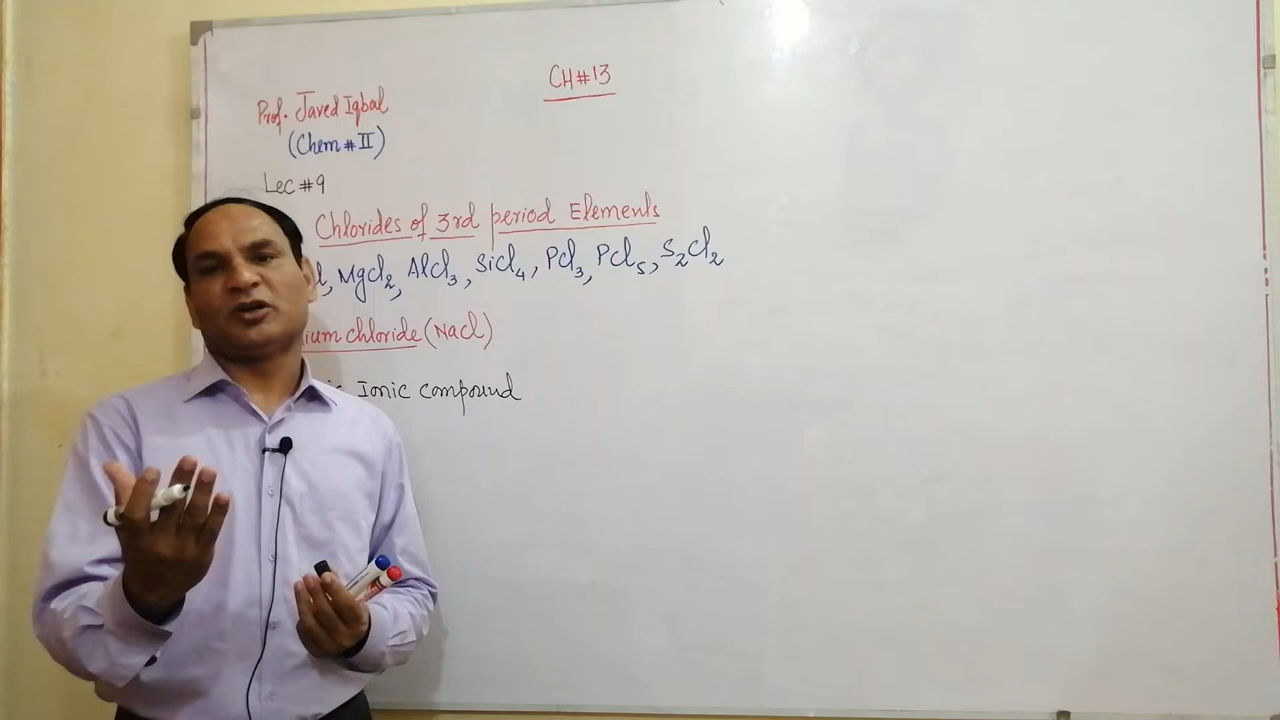 CH#13
Prof. Javed Iqbal
(Chem # II)
Lec #9
Chlorides of 3rd period Elements
l, MgCl₂, AlCl₃, SiCl₄, PCl₃, PCl₅, S₂Cl₂
ium chloride (NaCl)
Ionic compound